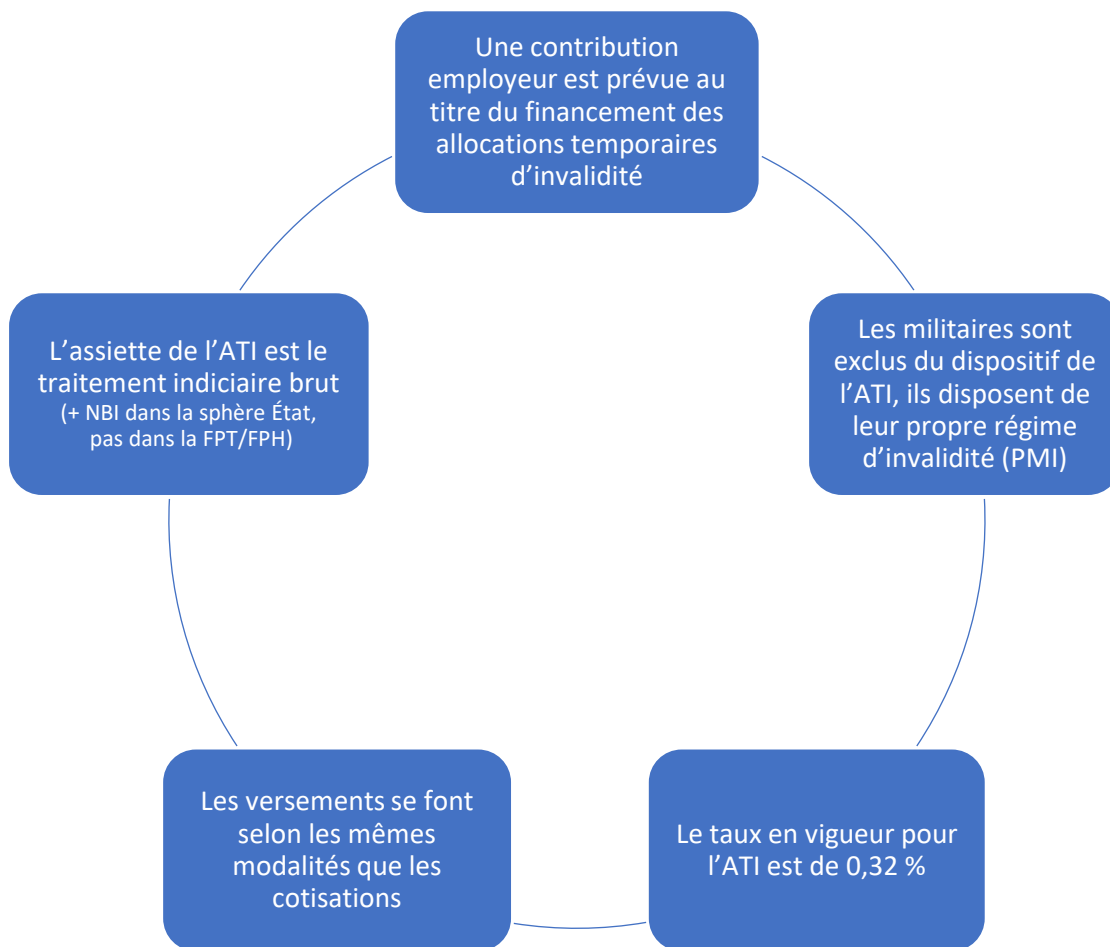 Une contribution
employeur est prévue au
titre du financement des
allocations temporaires
d’invalidité
Les militaires sont
exclus du dispositif de
l’ATI, ils disposent de
leur propre régime
d’invalidité (PMI)
Le taux en vigueur pour
l’ATI est de 0,32 %
Les versements se font
selon les mêmes
modalités que les
cotisations
L’assiette de l’ATI est le
traitement indiciaire brut
(+ NBI dans la sphère État,
pas dans la FPT/FPH)